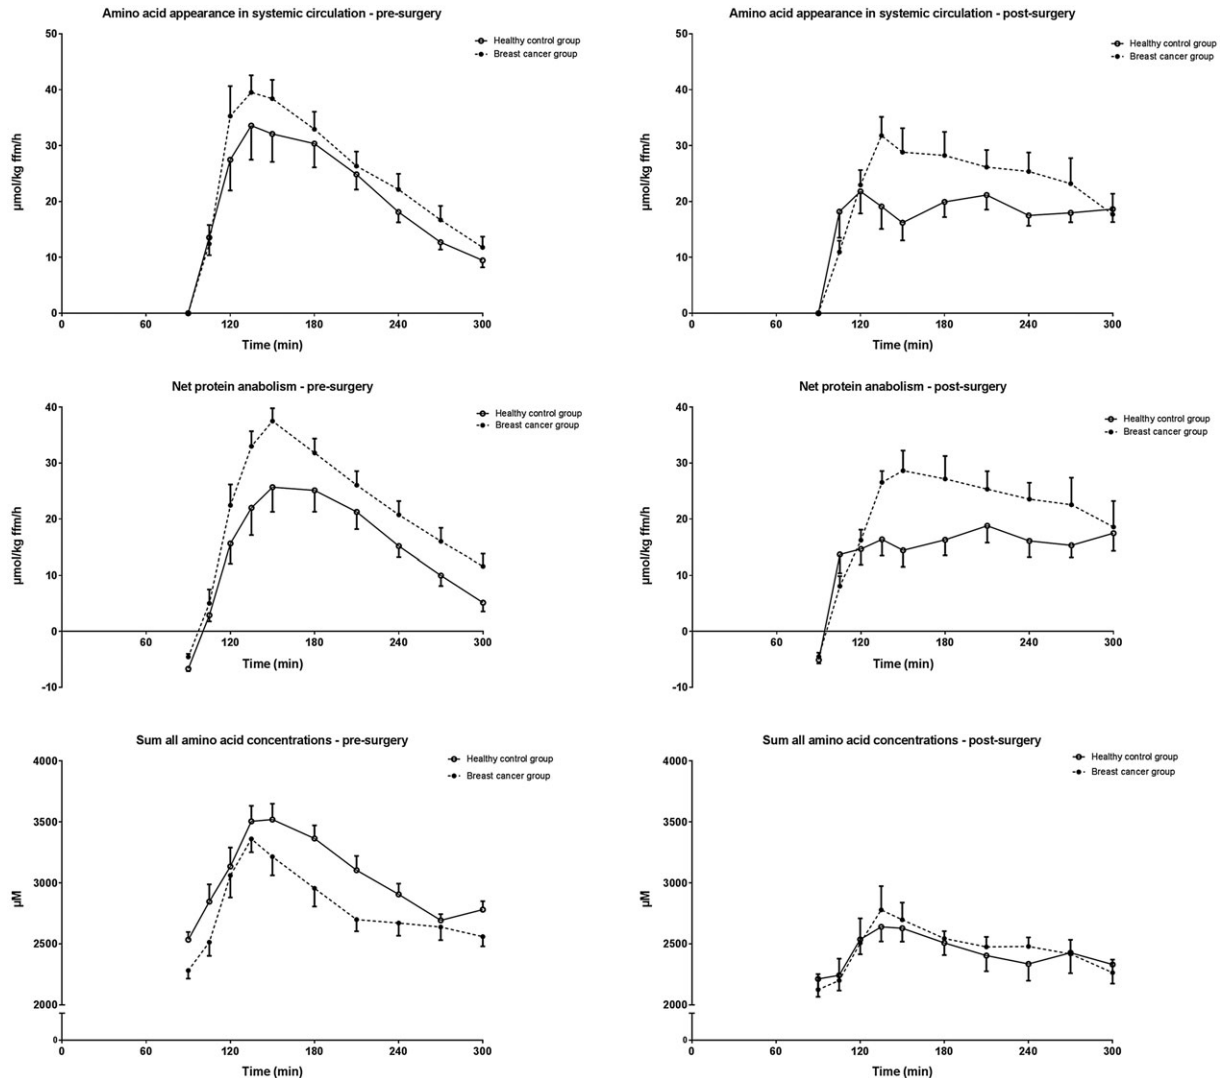 Amino acid appearance in systemic circulation - pre-surgery
50
40
30
20
10
0
µmol/kg ffm/h
Healthy control group
Breast cancer group
0 60 120 180 240 300
Time (min)
Amino acid appearance in systemic circulation - post-surgery
50
40
30
20
10
0
µmol/kg ffm/h
Healthy control group
Breast cancer group
0 60 120 180 240 300
Time (min)
Net protein anabolism - pre-surgery
40
30
20
10
0
-10
µmol/kg ffm/h
Healthy control group
Breast cancer group
60 120 180 240 300
Time (min)
Net protein anabolism - post-surgery
40
30
20
10
0
-10
µmol/kg ffm/h
Healthy control group
Breast cancer group
60 120 180 240 300
Time (min)
Sum all amino acid concentrations - pre-surgery
4000
3500
3000
2500
2000
0
µM
Healthy control group
Breast cancer group
0 60 120 180 240 300
Time (min)
Sum all amino acid concentrations - post-surgery
4000
3500
3000
2500
2000
0
µM
Healthy control group
Breast cancer group
0 60 120 180 240 300
Time (min)